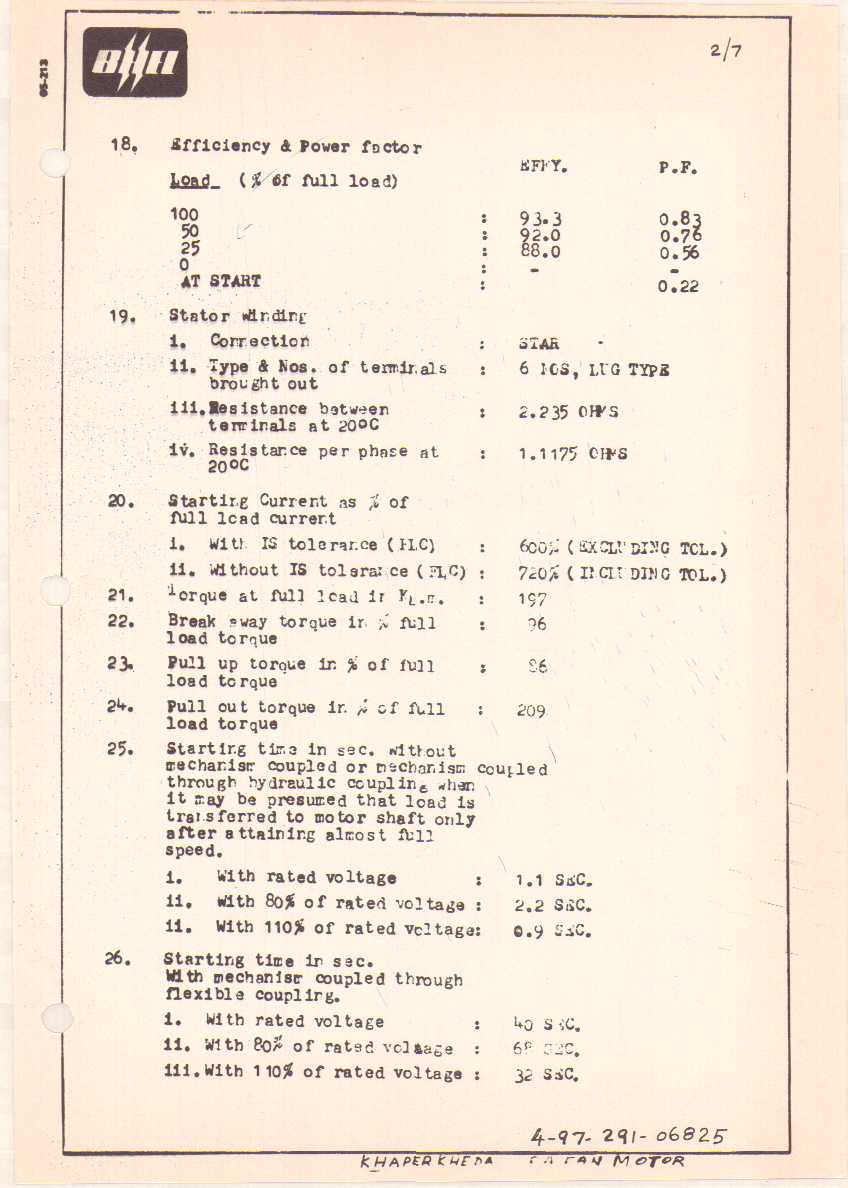 05-213
BHEL
2/7
18. Efficiency & Power factor
EFFY. P.F.
Load (% of full load)
100 : 93.3 0.83
50 : 92.0 0.76
25 : 88.0 0.56
0 : - -
AT START : 0.22
19. Stator Winding
i. Connection : STAR -
ii. Type & Nos. of terminals : 6 NOS, LUG TYPE
brought out
iii. Resistance between : 2.235 OHMS
terminals at 20°C
iv. Resistance per phase at : 1.1175 OHMS
20°C
20. Starting Current as % of
full load current
i. With IS tolerance (FLC) : 600% (EXCLUDING TOL.)
ii. Without IS tolerance (FLC) : 720% (INCLUDING TOL.)
21. Torque at full load in : 197
22. Break away torque in % full : 96
load torque
23. Pull up torque in % of full :
load torque
24. Pull out torque in % of full : 209
load torque
25. Starting time in sec. without
mechanism coupled or mechanism coupled
through hydraulic coupling when
it may be presumed that load is
transferred to motor shaft only
after attaining almost full
speed.
i. With rated voltage : 1.1 SEC.
ii. With 80% of rated voltage : 2.2 SEC.
ii. With 110% of rated voltage: 0.9 SEC.
26. Starting time in sec.
With mechanism coupled through
flexible coupling.
i. With rated voltage : 40 SEC.
ii. With 80% of rated voltage : 68 SEC.
iii. With 110% of rated voltage : 32 SEC.
4-97-291-06825
KHAPERKHEDA FAN MOTOR